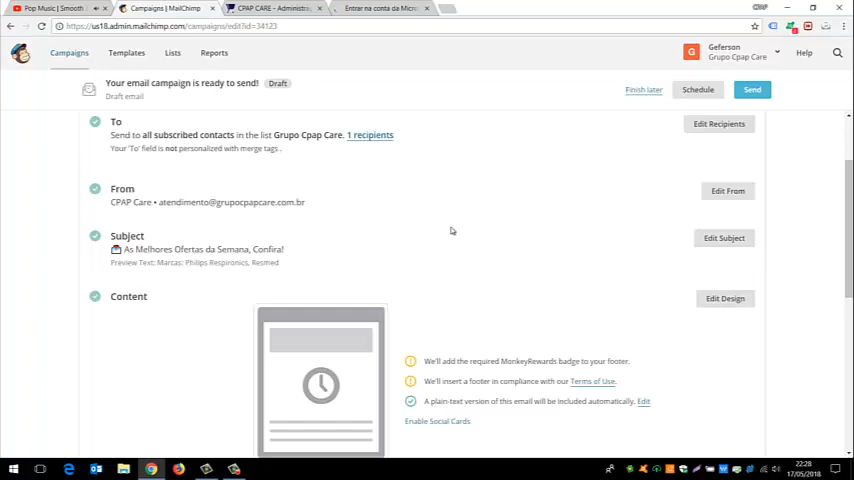 Pop Music | Smooth
Campaigns | MailChimp
CPAP CARE - Administra
Entrar na conta da Micro
https://us18.admin.mailchimp.com/campaigns/edit?id=34123
Campaigns Templates Lists Reports
G
Geferson
Grupo Cpap Care
Help
Your email campaign is ready to send! Draft
Draft email
Finish later Schedule Send
To
Send to all subscribed contacts in the list Grupo Cpap Care. 1 recipients
Your 'To' field is not personalized with merge tags .
Edit Recipients
From
CPAP Care • atendimento@grupocpapcare.com.br
Edit From
Subject
As Melhores Ofertas da Semana, Confira!
Preview Text: Marcas: Philips Respironics, Resmed
Edit Subject
Content
Edit Design
We'll add the required MonkeyRewards badge to your footer.
We'll insert a footer in compliance with our Terms of Use.
A plain-text version of this email will be included automatically. Edit
Enable Social Cards
22:28
17/05/2018